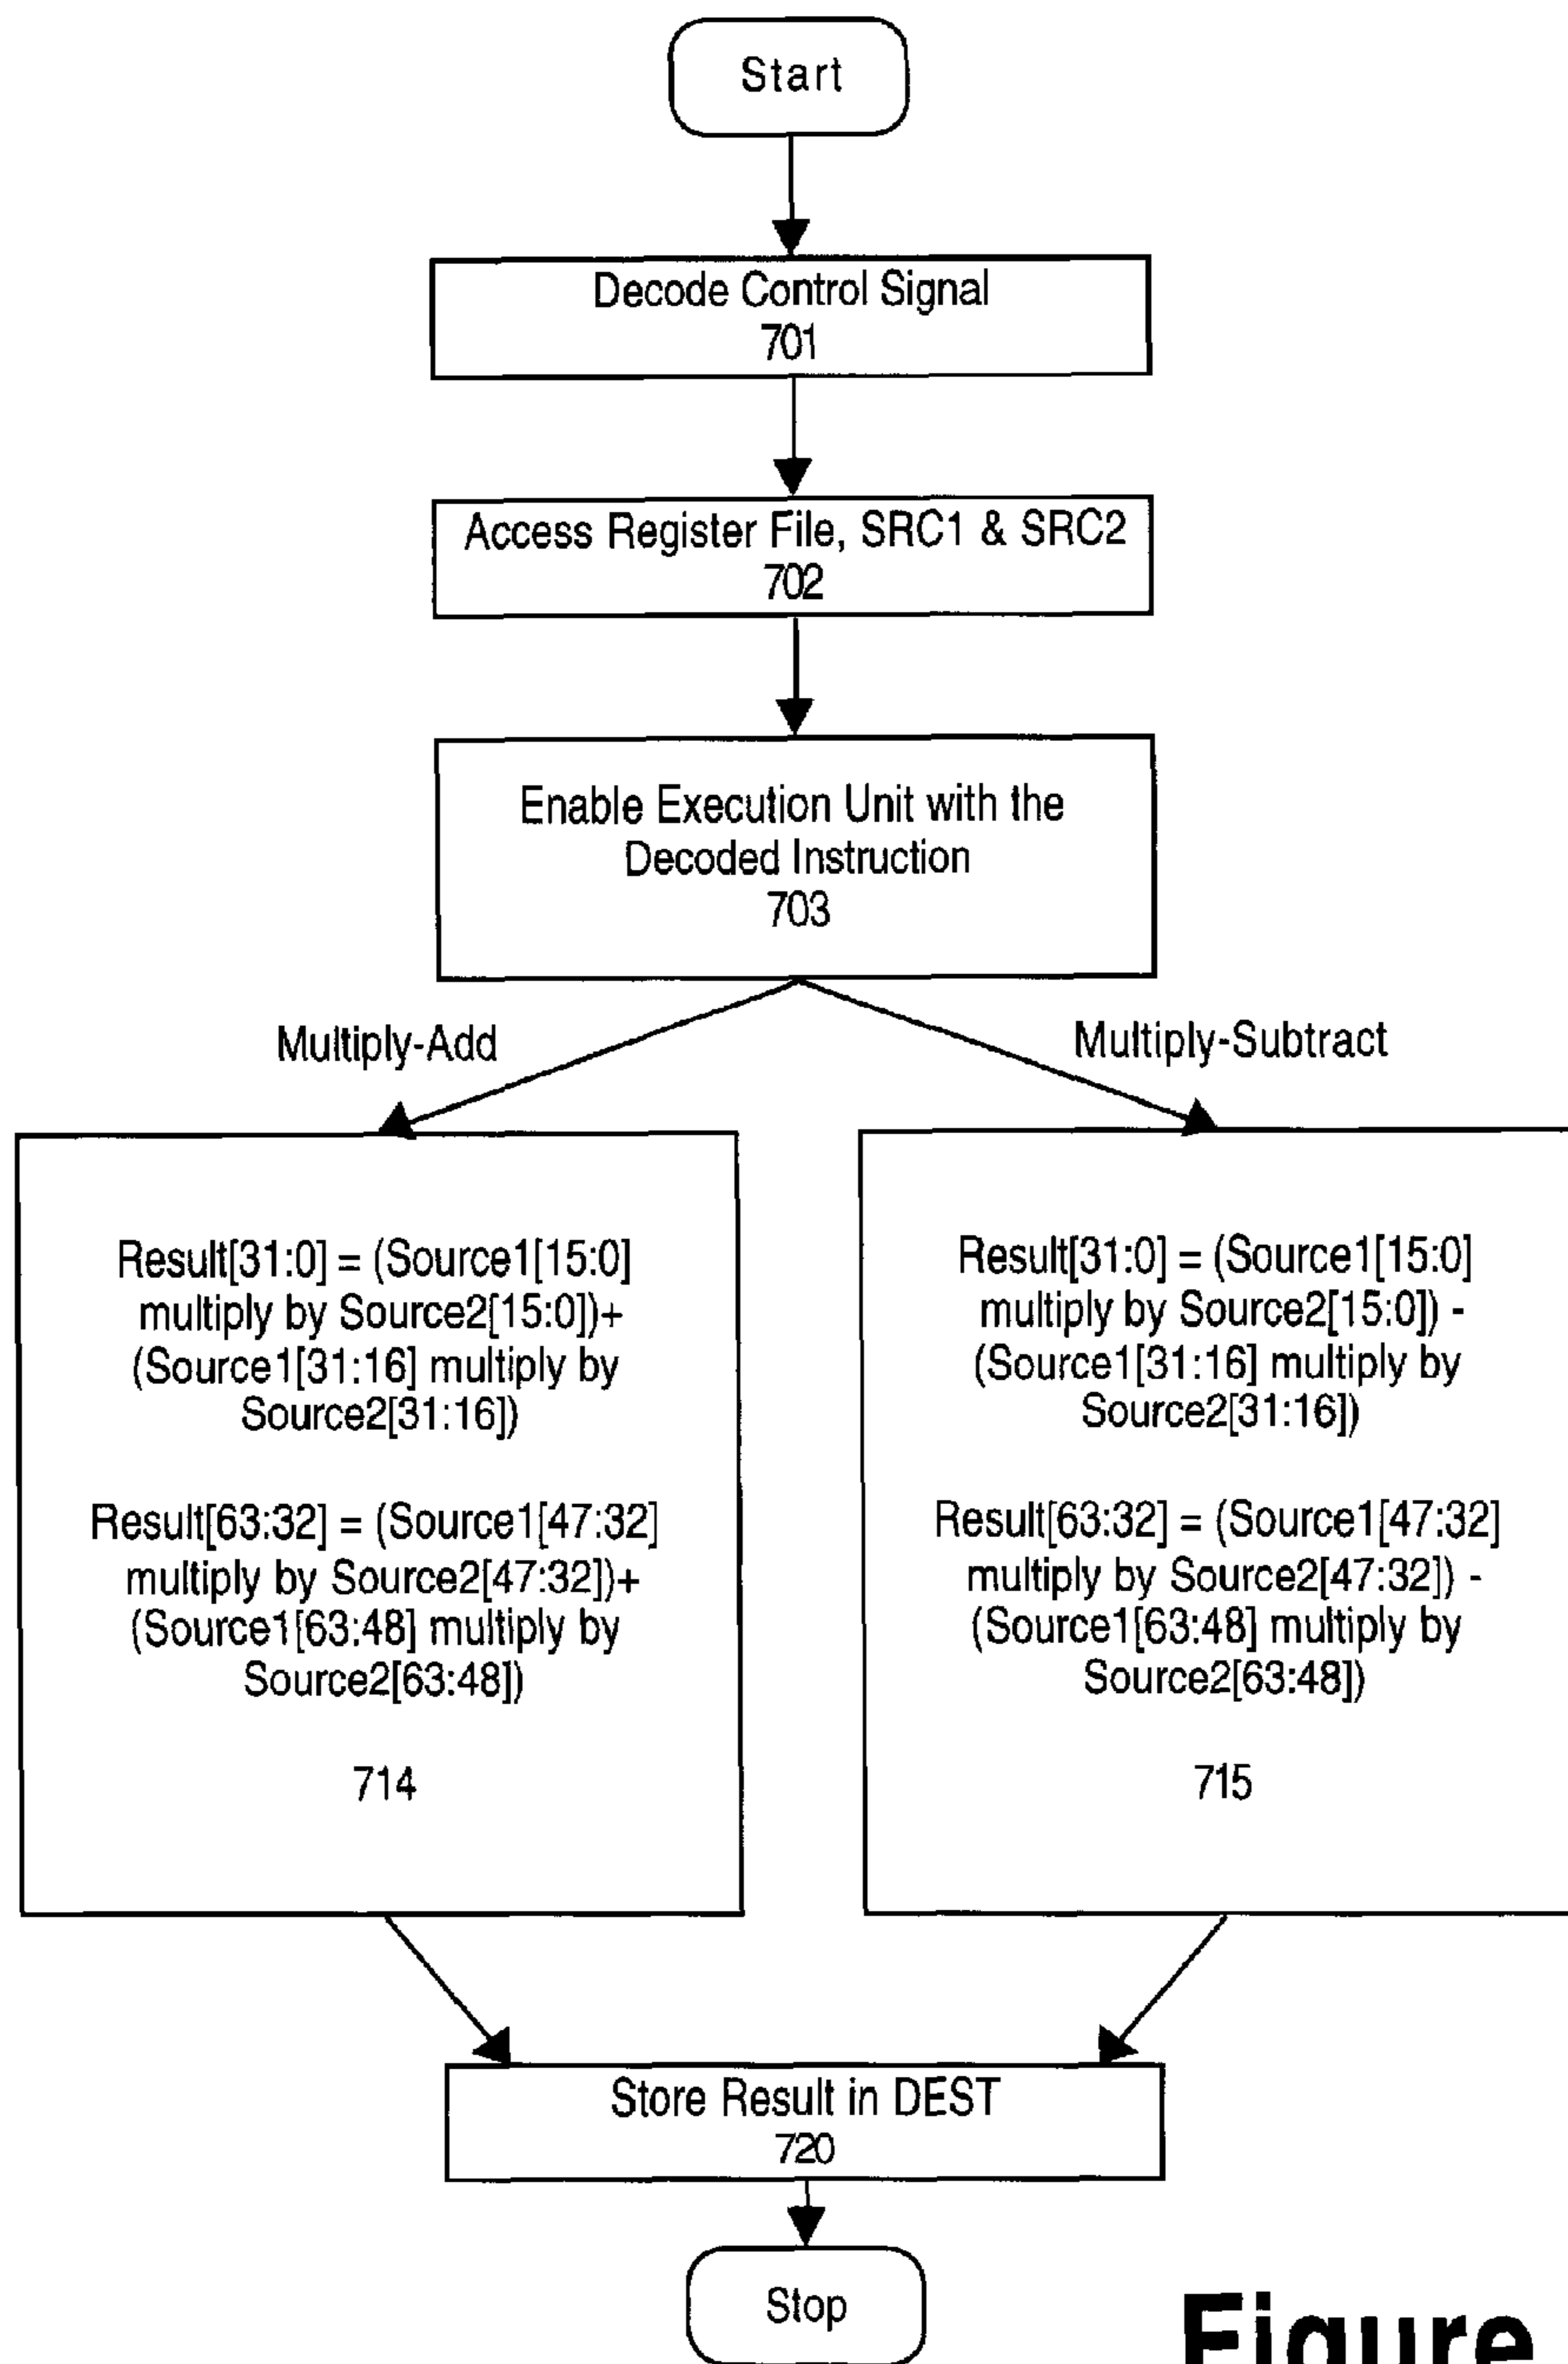 Start
Decode Control Signal
701
Access Register File, SRC1 & SRC2
702
Enable Execution Unit with the
Decoded Instruction
703
Multiply-Add
Multiply-Subtract
Result[31:0] = (Source1[15:0]
multiply by Source2[15:0])+
(Source1[31:16] multiply by
Source2[31:16])
Result[63:32] = (Source1[47:32]
multiply by Source2[47:32])+
(Source1[63:48] multiply by
Source2[63:48])
714
Result[31:0] = (Source1[15:0]
multiply by Source2[15:0]) -
(Source1[31:16] multiply by
Source2[31:16])
Result[63:32] = (Source1[47:32]
multiply by Source2[47:32]) -
(Source1[63:48] multiply by
Source2[63:48])
715
Store Result in DEST
720
Stop
Figure